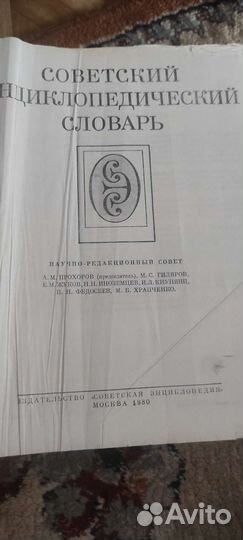 СОВЕТСКИЙ
НЦИКЛОПЕДИЧЕСКИЙ
СЛОВАРЬ
НАУЧНО-РЕДАКЦИОННЫЙ СОВЕТ
А. М. ПРОХОРОВ (председатель), М. С. ГИЛЯРОВ,
Е. М. ЖУКОВ, Н. Н. ИНОЗЕМЦЕВ, И. Л. КНУНЯНЦ,
П. Н. ФЕДОСЕЕВ, М. Б. ХРАПЧЕНКО.
ИЗДАТЕЛЬСТВО «СОВЕТСКАЯ ЭНЦИКЛОПЕДИЯ»
МОСКВА 1980
Avito